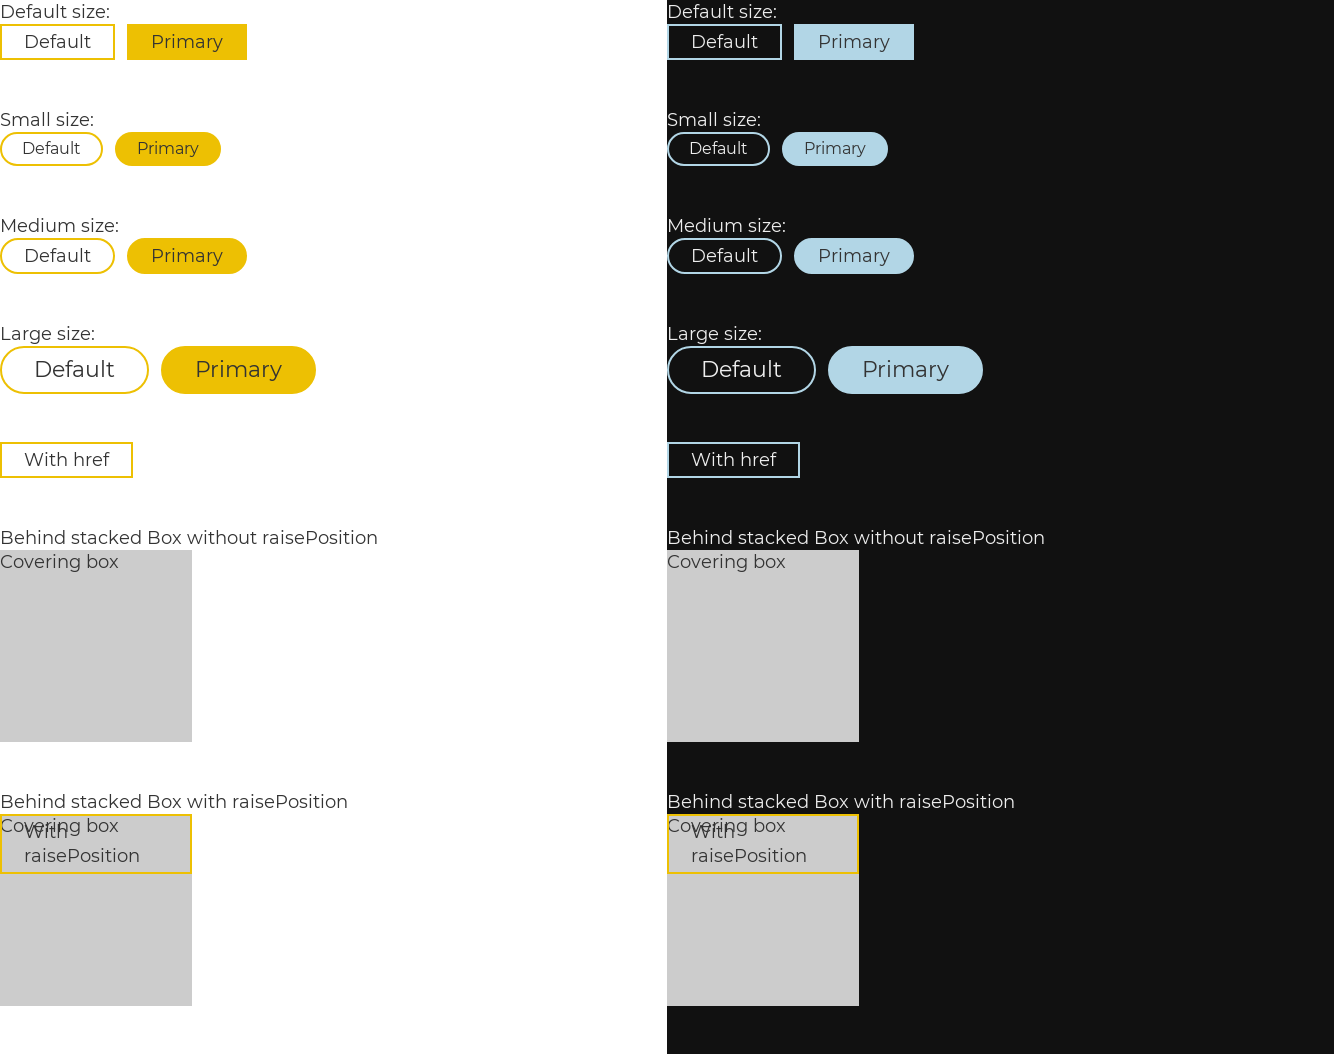 Default size:
Default Primary
Small size:
Default Primary
Medium size:
Default Primary
Large size:
Default Primary
With href
Behind stacked Box without raisePosition
Covering box
Behind stacked Box with raisePosition
Covering box
With
raisePosition
Default size:
Default Primary
Small size:
Default Primary
Medium size:
Default Primary
Large size:
Default Primary
With href
Behind stacked Box without raisePosition
Covering box
Behind stacked Box with raisePosition
Covering box
With
raisePosition